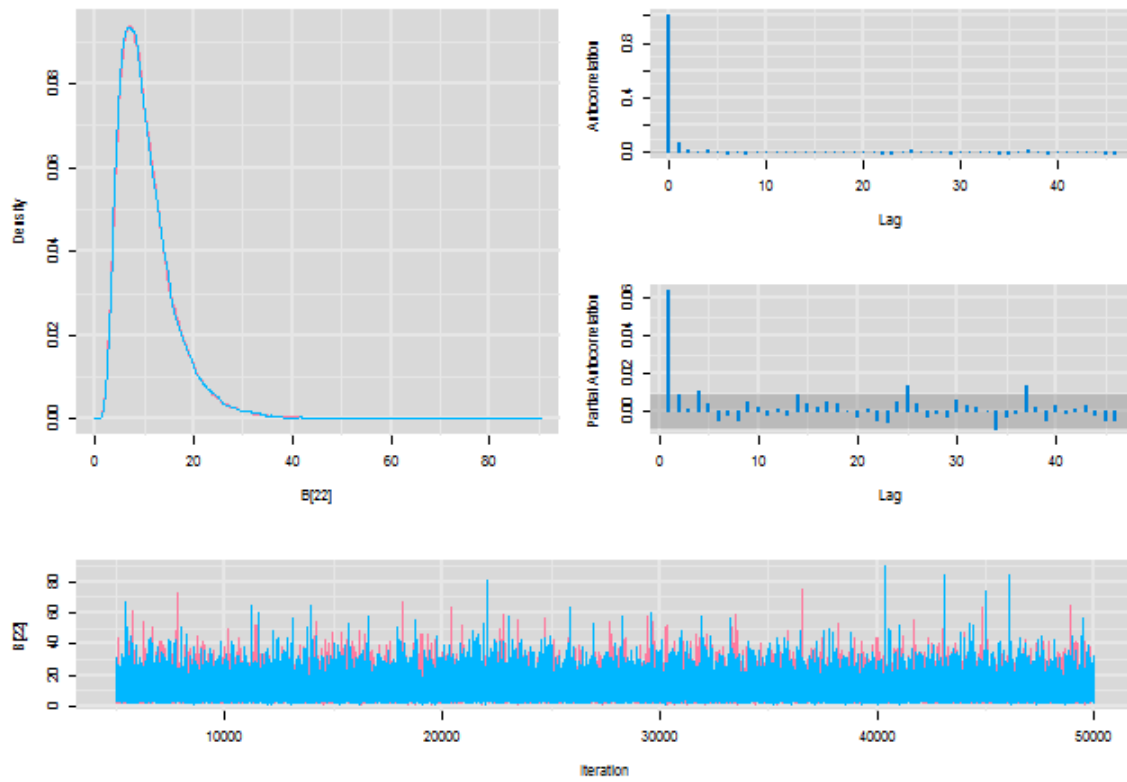 Density
0.00 0.02 0.04 0.06 0.08
0 20 40 60 80
B[22]
Autocorrelation
0.0 0.4 0.8
0 10 20 30 40
Lag
Partial Autocorrelation
0.00 0.02 0.04 0.06
0 10 20 30 40
Lag
B[22]
0 20 40 60 80
10000 20000 30000 40000 50000
Iteration